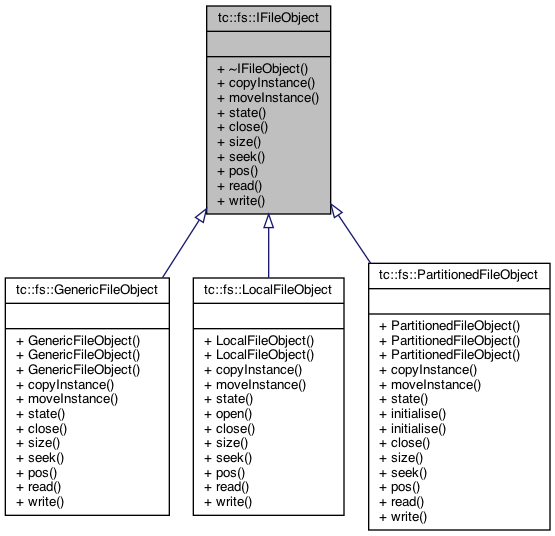 tc::fs::IFileObject
+ ~IFileObject()
+ copyInstance()
+ moveInstance()
+ state()
+ close()
+ size()
+ seek()
+ pos()
+ read()
+ write()
tc::fs::GenericFileObject
+ GenericFileObject()
+ GenericFileObject()
+ GenericFileObject()
+ copyInstance()
+ moveInstance()
+ state()
+ close()
+ size()
+ seek()
+ pos()
+ read()
+ write()
tc::fs::LocalFileObject
+ LocalFileObject()
+ LocalFileObject()
+ copyInstance()
+ moveInstance()
+ state()
+ open()
+ close()
+ size()
+ seek()
+ pos()
+ read()
+ write()
tc::fs::PartitionedFileObject
+ PartitionedFileObject()
+ PartitionedFileObject()
+ PartitionedFileObject()
+ copyInstance()
+ moveInstance()
+ state()
+ initialise()
+ initialise()
+ close()
+ size()
+ seek()
+ pos()
+ read()
+ write()